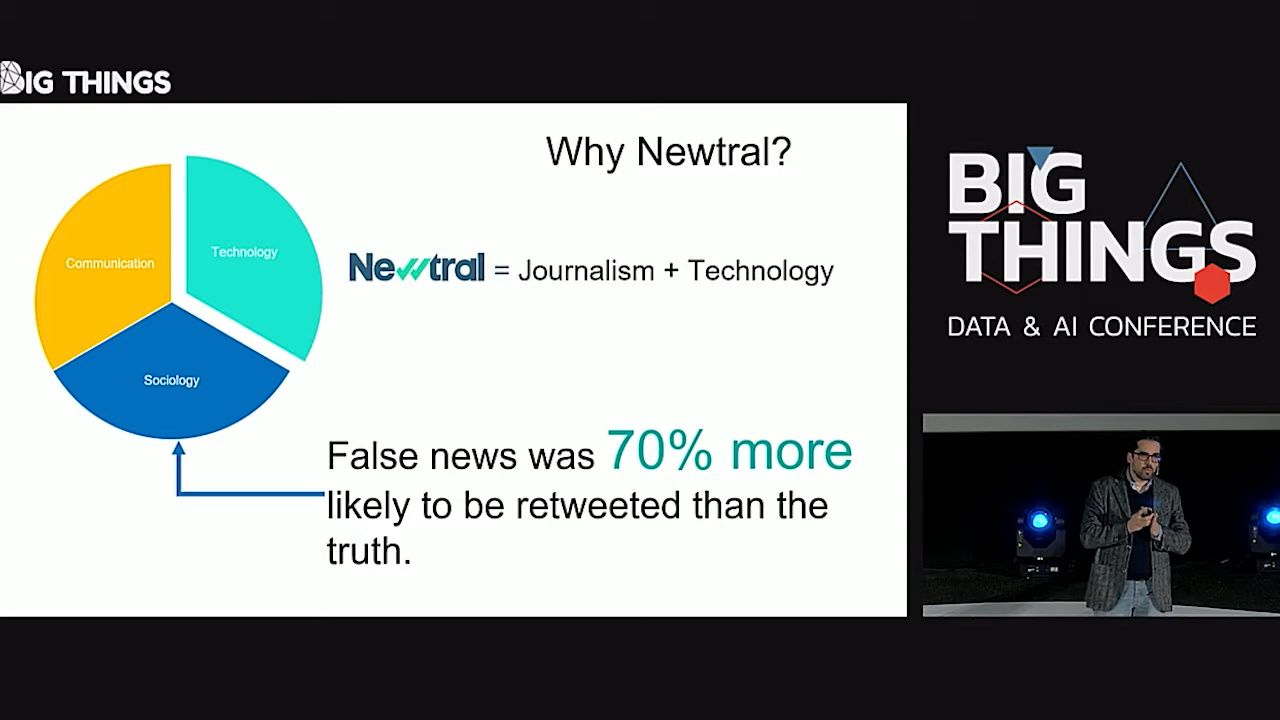 BIG THINGS
Why Newtral?
Communication
Technology
Newtral = Journalism + Technology
Sociology
False news was 70% more
likely to be retweeted than the
truth.
BIG
THINGS
DATA & AI CONFERENCE